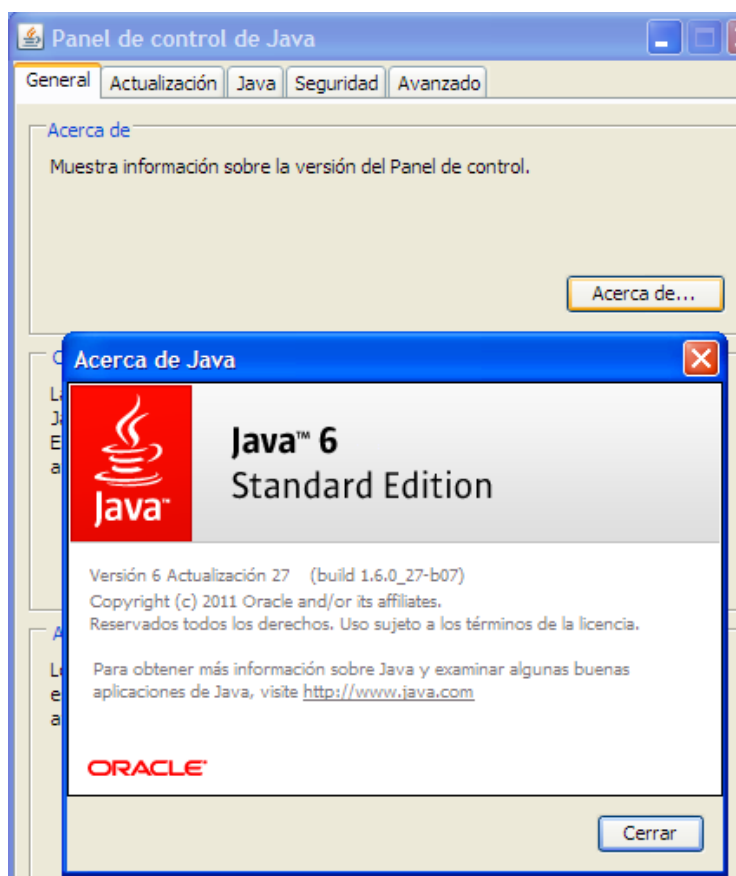 Panel de control de Java
General Actualización Java Seguridad Avanzado
Acerca de
Muestra información sobre la versión del Panel de control.
Acerca de...
Acerca de Java
Java™ 6
Standard Edition
Java™
Versión 6 Actualización 27 (build 1.6.0_27-b07)
Copyright (c) 2011 Oracle and/or its affiliates.
Reservados todos los derechos. Uso sujeto a los términos de la licencia.
Para obtener más información sobre Java y examinar algunas buenas
aplicaciones de Java, visite http://www.java.com
ORACLE
Cerrar